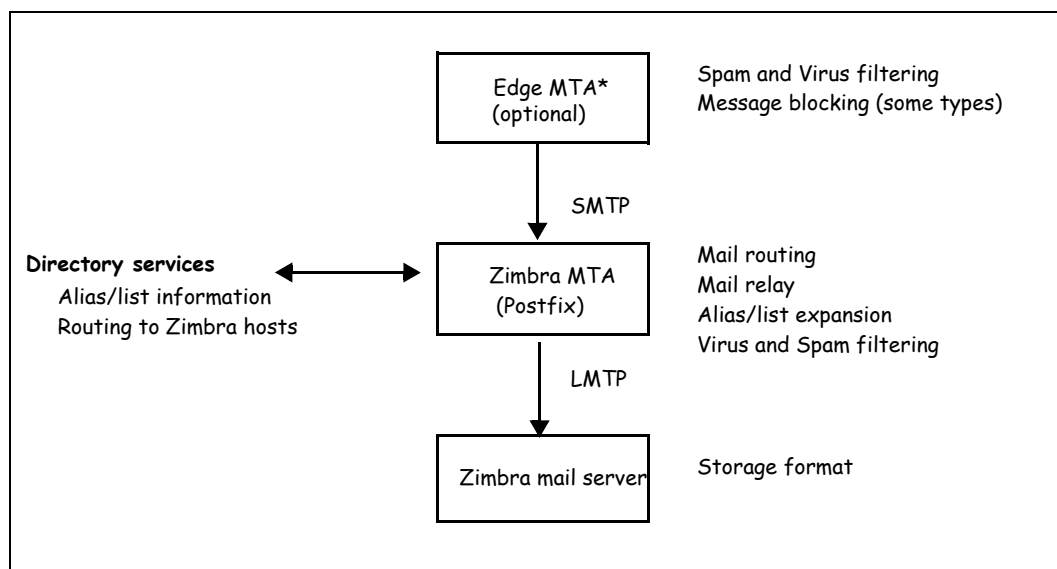 Edge MTA*
(optional)
Spam and Virus filtering
Message blocking (some types)
SMTP
Directory services
Alias/list information
Routing to Zimbra hosts
Zimbra MTA
(Postfix)
Mail routing
Mail relay
Alias/list expansion
Virus and Spam filtering
LMTP
Zimbra mail server
Storage format